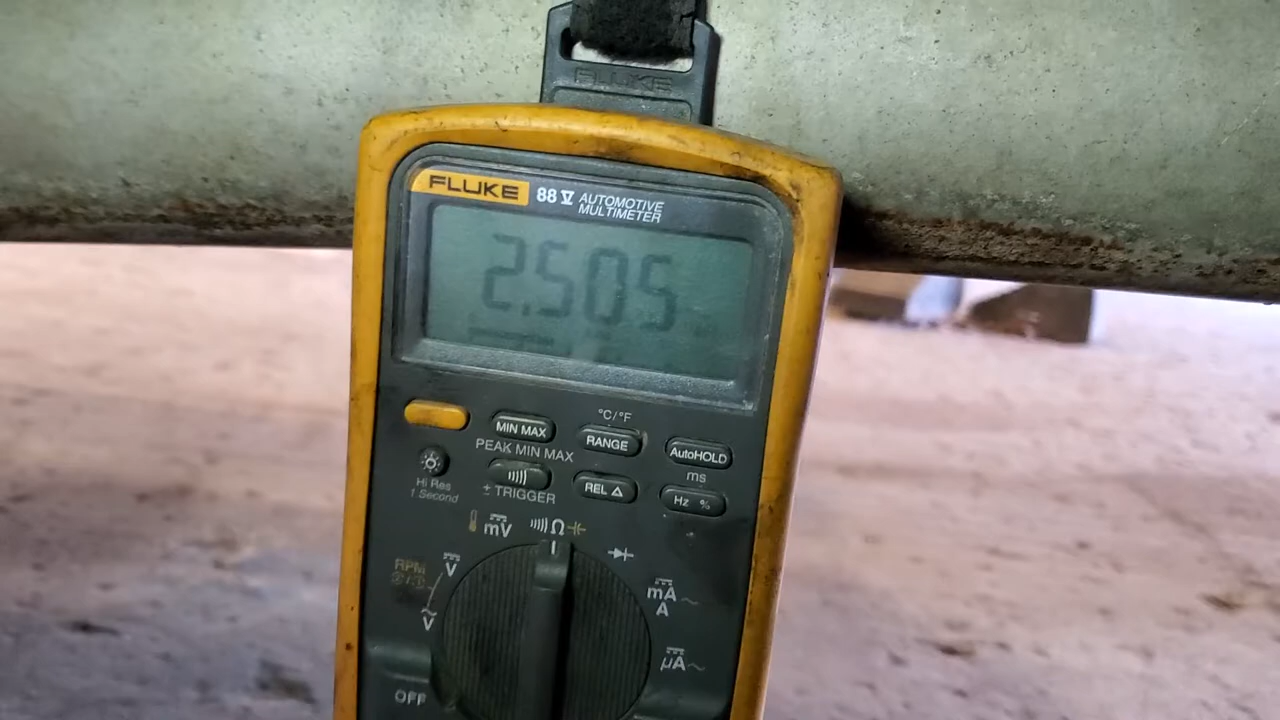 FLUKE
FLUKE 88 V AUTOMOTIVE
MULTIMETER
2.505
°C/°F
MIN MAX RANGE AutoHOLD
PEAK MIN MAX ms
Hi Res
1 Second
± TRIGGER REL Δ Hz %
mV Ω
RPM V
mA
A
V
µA
OFF